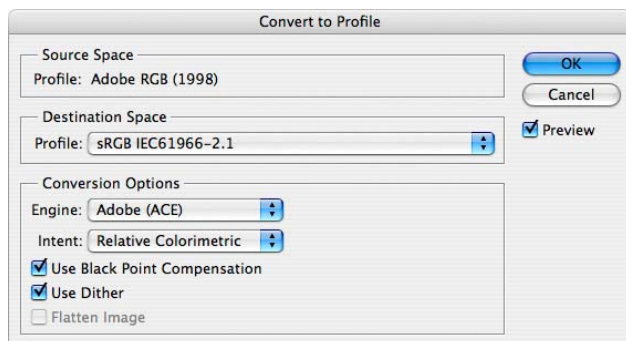 Convert to Profile
Source Space
Profile: Adobe RGB (1998)
OK
Cancel
Preview
Destination Space
Profile: sRGB IEC61966-2.1
Conversion Options
Engine: Adobe (ACE)
Intent: Relative Colorimetric
Use Black Point Compensation
Use Dither
Flatten Image